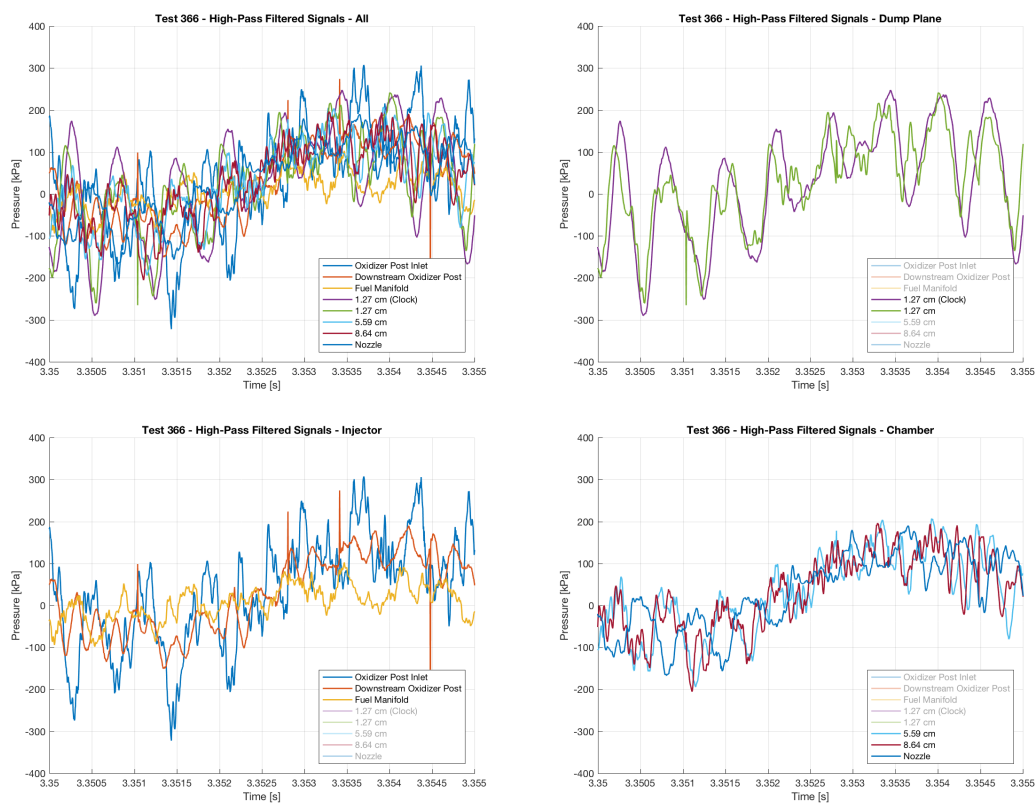 Test 366 - High-Pass Filtered Signals - All
400
300
200
100
0
-100
-200
-300
-400
Pressure [kPa]
3.35 3.3505 3.351 3.3515 3.352 3.3525 3.353 3.3535 3.354 3.3545 3.355
Time [s]
Oxidizer Post Inlet
Downstream Oxidizer Post
Fuel Manifold
1.27 cm (Clock)
1.27 cm
5.59 cm
8.64 cm
Nozzle
Test 366 - High-Pass Filtered Signals - Dump Plane
400
300
200
100
0
-100
-200
-300
-400
Pressure [kPa]
3.35 3.3505 3.351 3.3515 3.352 3.3525 3.353 3.3535 3.354 3.3545 3.355
Time [s]
Oxidizer Post Inlet
Downstream Oxidizer Post
Fuel Manifold
1.27 cm (Clock)
1.27 cm
5.59 cm
8.64 cm
Nozzle
Test 366 - High-Pass Filtered Signals - Injector
400
300
200
100
0
-100
-200
-300
-400
Pressure [kPa]
3.35 3.3505 3.351 3.3515 3.352 3.3525 3.353 3.3535 3.354 3.3545 3.355
Time [s]
Oxidizer Post Inlet
Downstream Oxidizer Post
Fuel Manifold
1.27 cm (Clock)
1.27 cm
5.59 cm
8.64 cm
Nozzle
Test 366 - High-Pass Filtered Signals - Chamber
400
300
200
100
0
-100
-200
-300
-400
Pressure [kPa]
3.35 3.3505 3.351 3.3515 3.352 3.3525 3.353 3.3535 3.354 3.3545 3.355
Time [s]
Oxidizer Post Inlet
Downstream Oxidizer Post
Fuel Manifold
1.27 cm (Clock)
1.27 cm
5.59 cm
8.64 cm
Nozzle